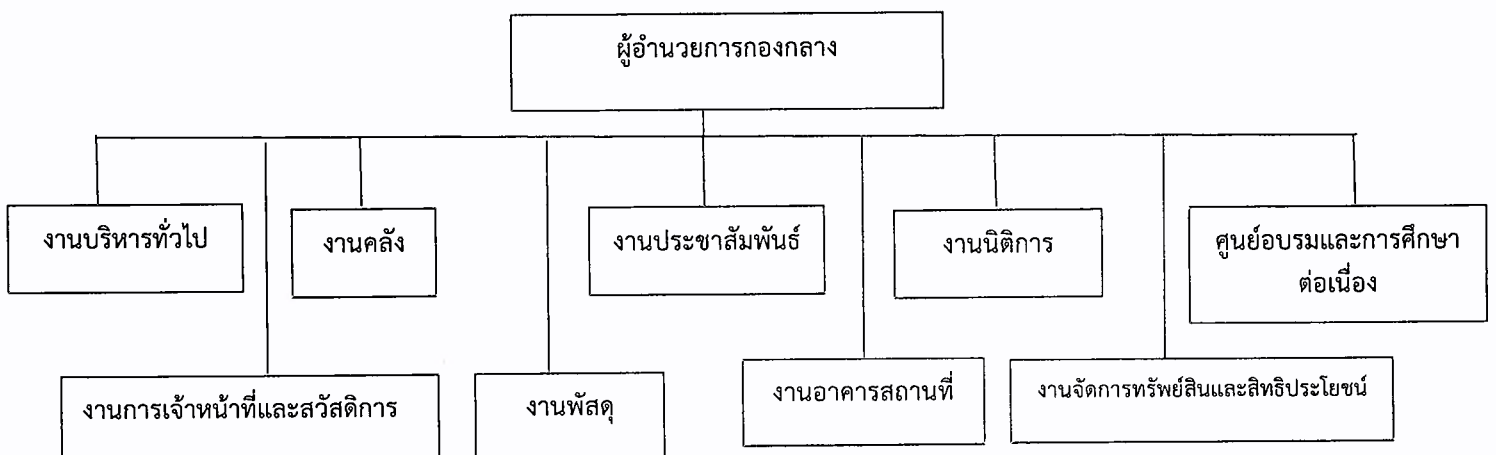 ผู้อำนวยการกองกลาง
งานบริหารทั่วไป
งานคลัง
งานประชาสัมพันธ์
งานนิติการ
ศูนย์อบรมและการศึกษา
ต่อเนื่อง
งานการเจ้าหน้าที่และสวัสดิการ
งานพัสดุ
งานอาคารสถานที่
งานจัดการทรัพย์สินและสิทธิประโยชน์